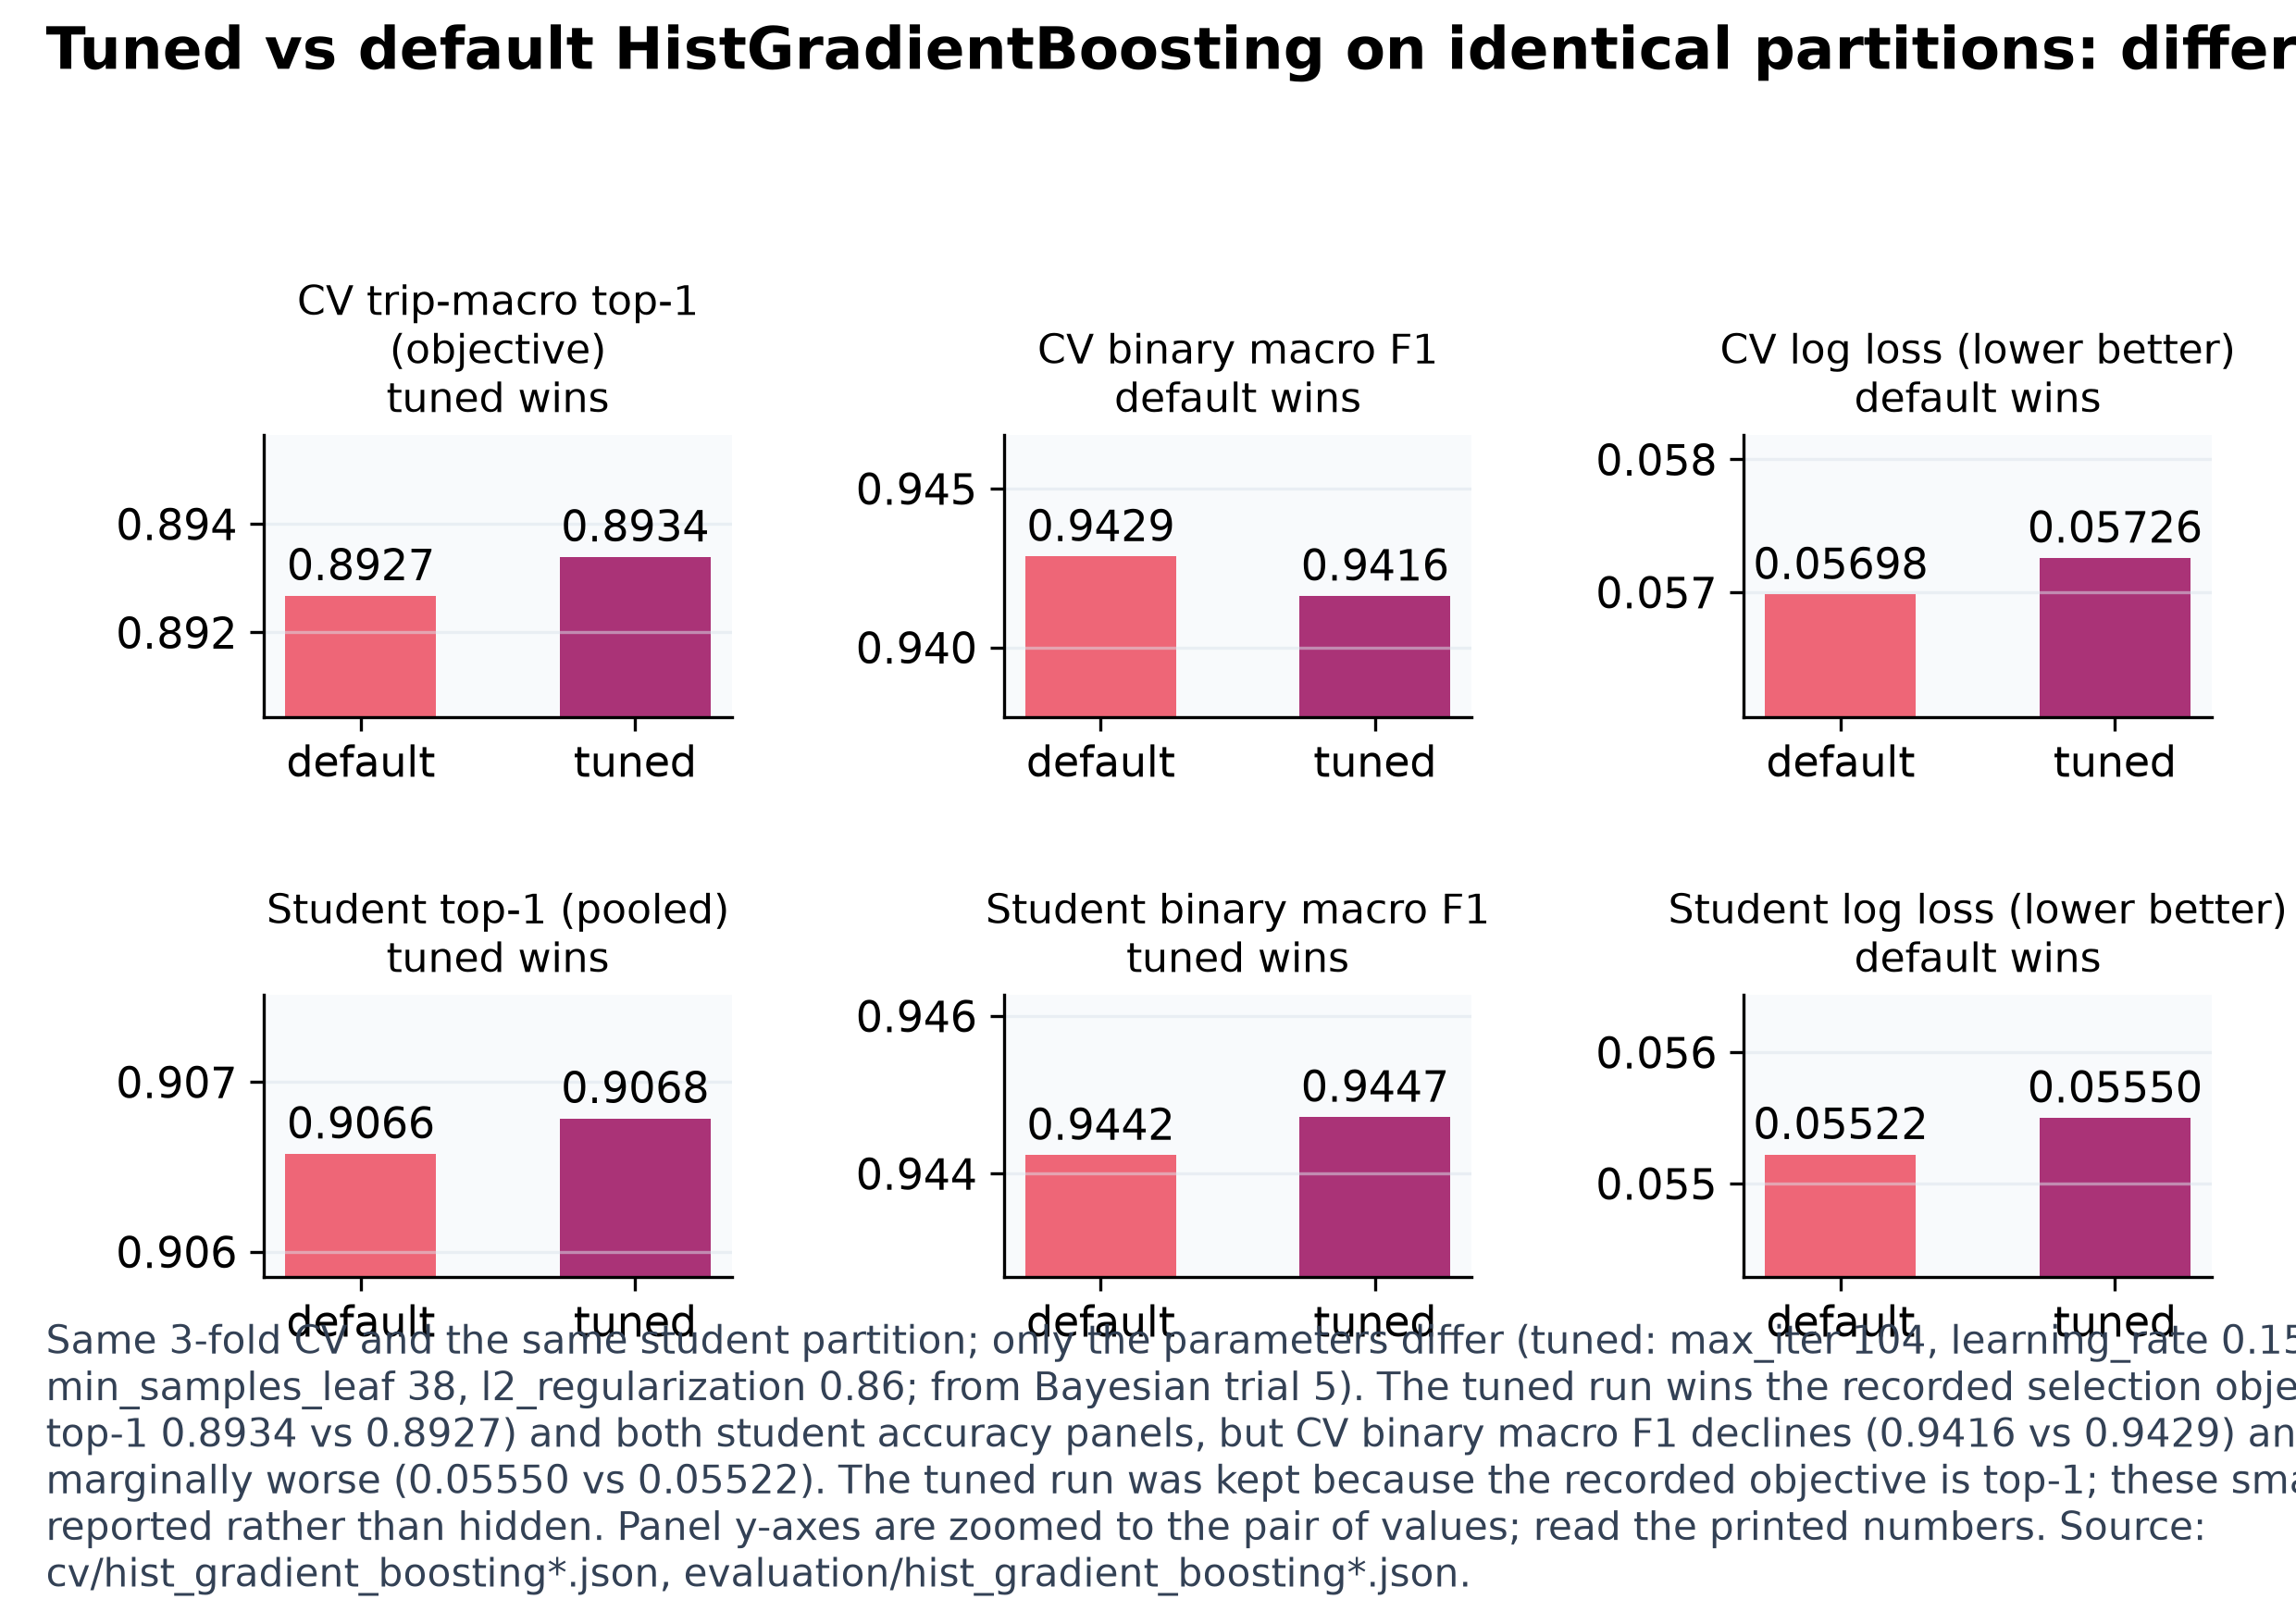 Tuned vs default HistGradientBoosting on identical partitions: differ
CV trip-macro top-1
(objective)
tuned wins
0.894
0.892
0.8927
0.8934
default
tuned
CV binary macro F1
default wins
0.945
0.940
0.9429
0.9416
default
tuned
CV log loss (lower better)
default wins
0.058
0.057
0.05698
0.05726
default
tuned
Student top-1 (pooled)
tuned wins
0.907
0.906
0.9066
0.9068
default
tuned
Student binary macro F1
tuned wins
0.946
0.944
0.9442
0.9447
default
tuned
Student log loss (lower better)
default wins
0.056
0.055
0.05522
0.05550
default
tuned
Same 3-fold CV and the same student partition; only the parameters differ (tuned: max_iter 104, learning_rate 0.15
min_samples_leaf 38, l2_regularization 0.86; from Bayesian trial 5). The tuned run wins the recorded selection obje
top-1 0.8934 vs 0.8927) and both student accuracy panels, but CV binary macro F1 declines (0.9416 vs 0.9429) an
marginally worse (0.05550 vs 0.05522). The tuned run was kept because the recorded objective is top-1; these sma
reported rather than hidden. Panel y-axes are zoomed to the pair of values; read the printed numbers. Source:
cv/hist_gradient_boosting*.json, evaluation/hist_gradient_boosting*.json.